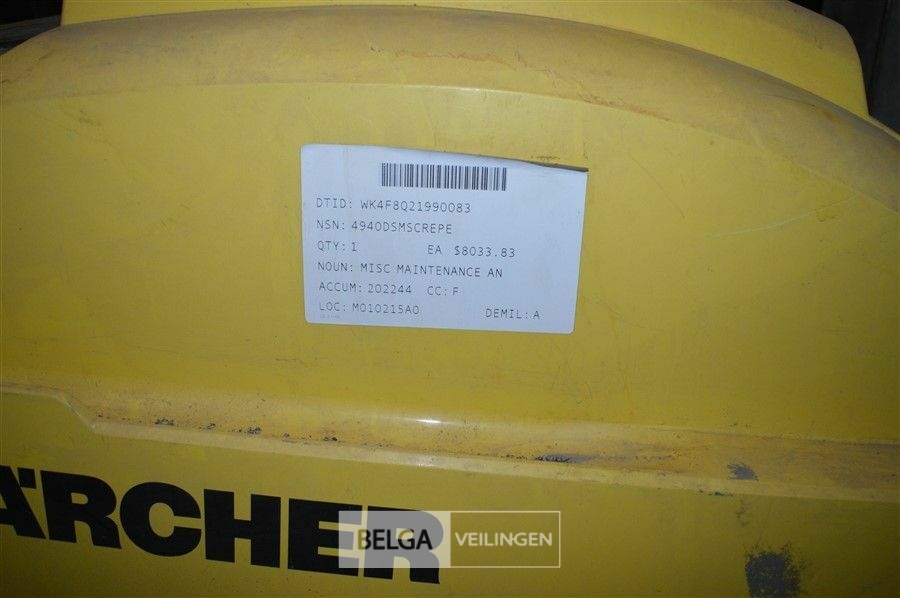 DTID: WK4F8Q21990083
NSN: 4940DSMSCREPE
QTY: 1 EA $8033.83
NOUN: MISC MAINTENANCE AN
ACCUM: 202244 CC: F
LOC: M010215A0 DEMIL: A
ÄRCHER
BELGA VEILINGEN